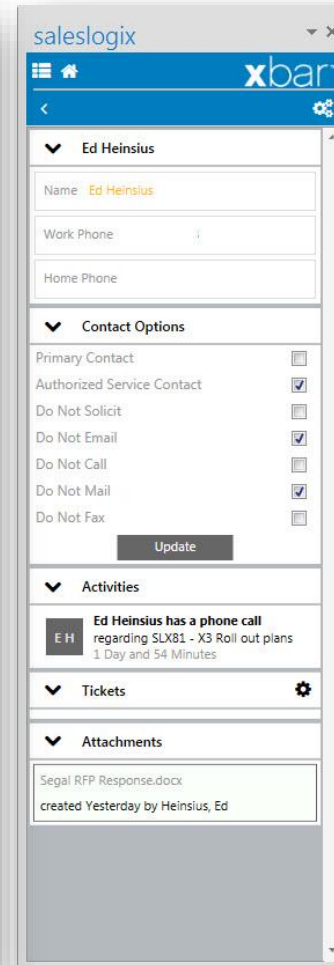 saleslogix
xbar
Ed Heinsius
Name Ed Heinsius
Work Phone
Home Phone
Contact Options
Primary Contact
Authorized Service Contact
Do Not Solicit
Do Not Email
Do Not Call
Do Not Mail
Do Not Fax
Update
Activities
E H
Ed Heinsius has a phone call
regarding SLX81 - X3 Roll out plans
1 Day and 54 Minutes
Tickets
Attachments
Segal RFP Response.docx
created Yesterday by Heinsius, Ed